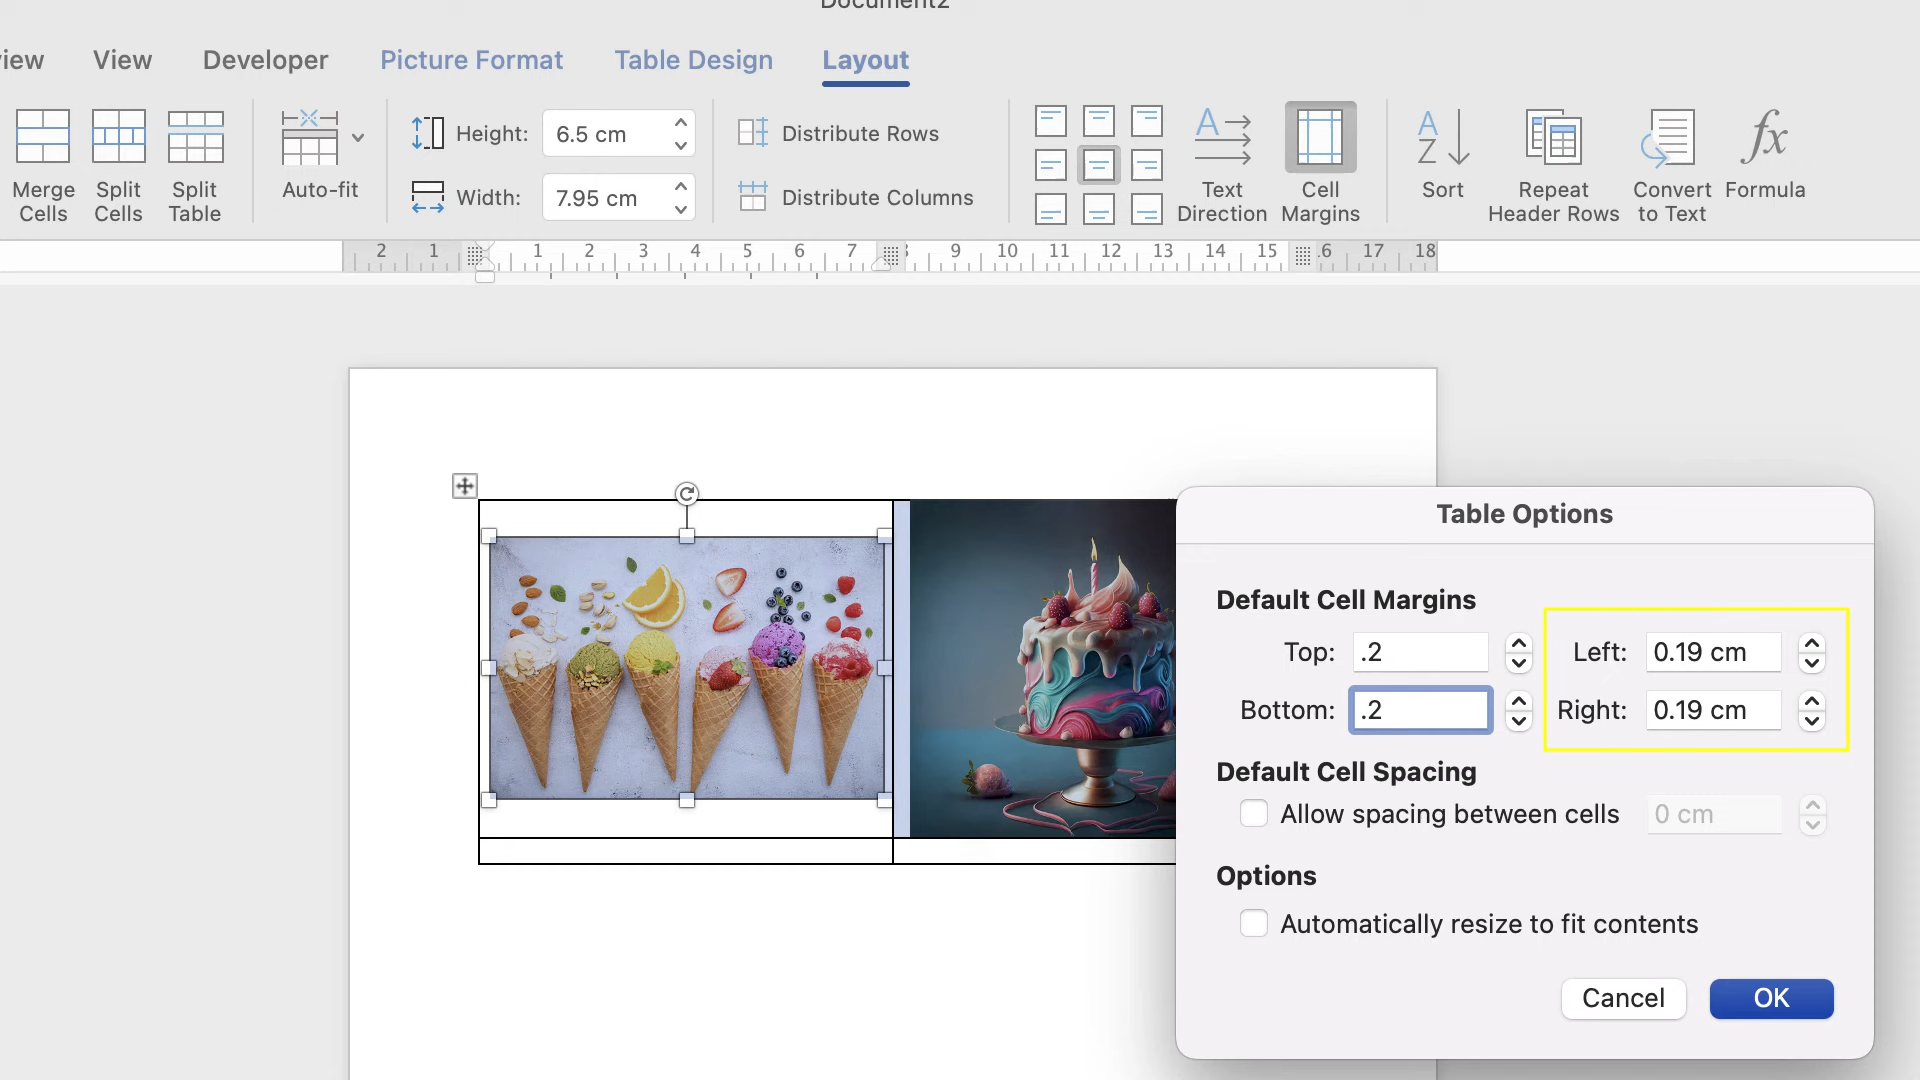 Document2
iew View Developer Picture Format Table Design Layout
Merge Cells
Split Cells
Split Table
Auto-fit
Height: 6.5 cm
Width: 7.95 cm
Distribute Rows
Distribute Columns
Text Direction
Cell Margins
Sort
Repeat Header Rows
Convert to Text
Formula
2 1 1 2 3 4 5 6 7 9 10 11 12 13 14 15 16 17 18
Table Options
Default Cell Margins
Top: .2 Left: 0.19 cm
Bottom: .2 Right: 0.19 cm
Default Cell Spacing
Allow spacing between cells 0 cm
Options
Automatically resize to fit contents
Cancel OK